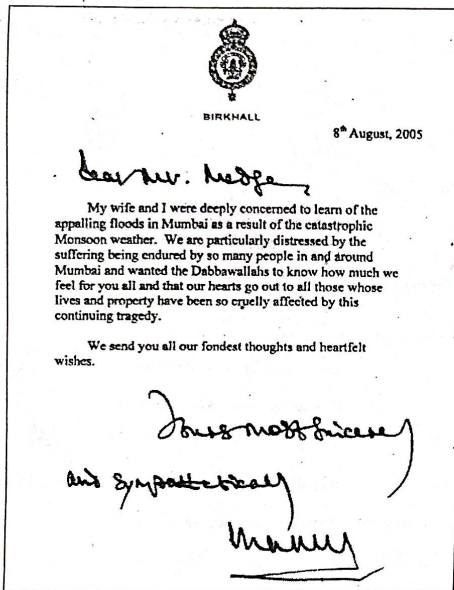 BIRKHALL
8th August, 2005
Dear Mr. Medge,
My wife and I were deeply concerned to learn of the
appalling floods in Mumbai as a result of the catastrophic
Monsoon weather. We are particularly distressed by the
suffering being endured by so many people in and around
Mumbai and wanted the Dabbawallahs to know how much we
feel for you all and that our hearts go out to all those whose
lives and property have been so cruelly affected by this
continuing tragedy.
We send you all our fondest thoughts and heartfelt
wishes.
Yours most sincerely
and sympathetically